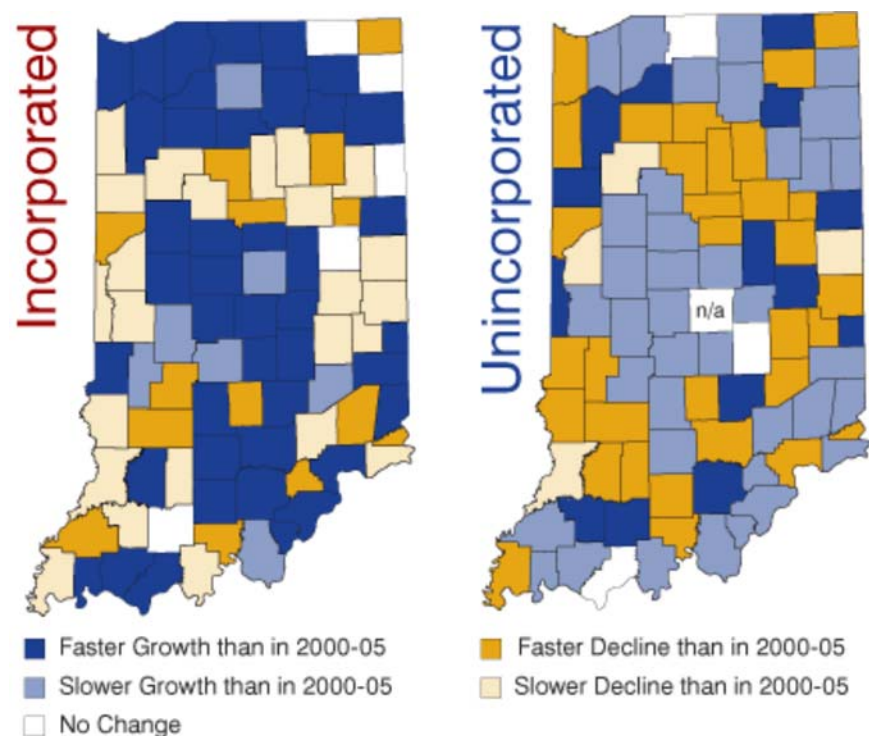 Incorporated
Unincorporated
n/a
Faster Growth than in 2000-05
Slower Growth than in 2000-05
No Change
Faster Decline than in 2000-05
Slower Decline than in 2000-05